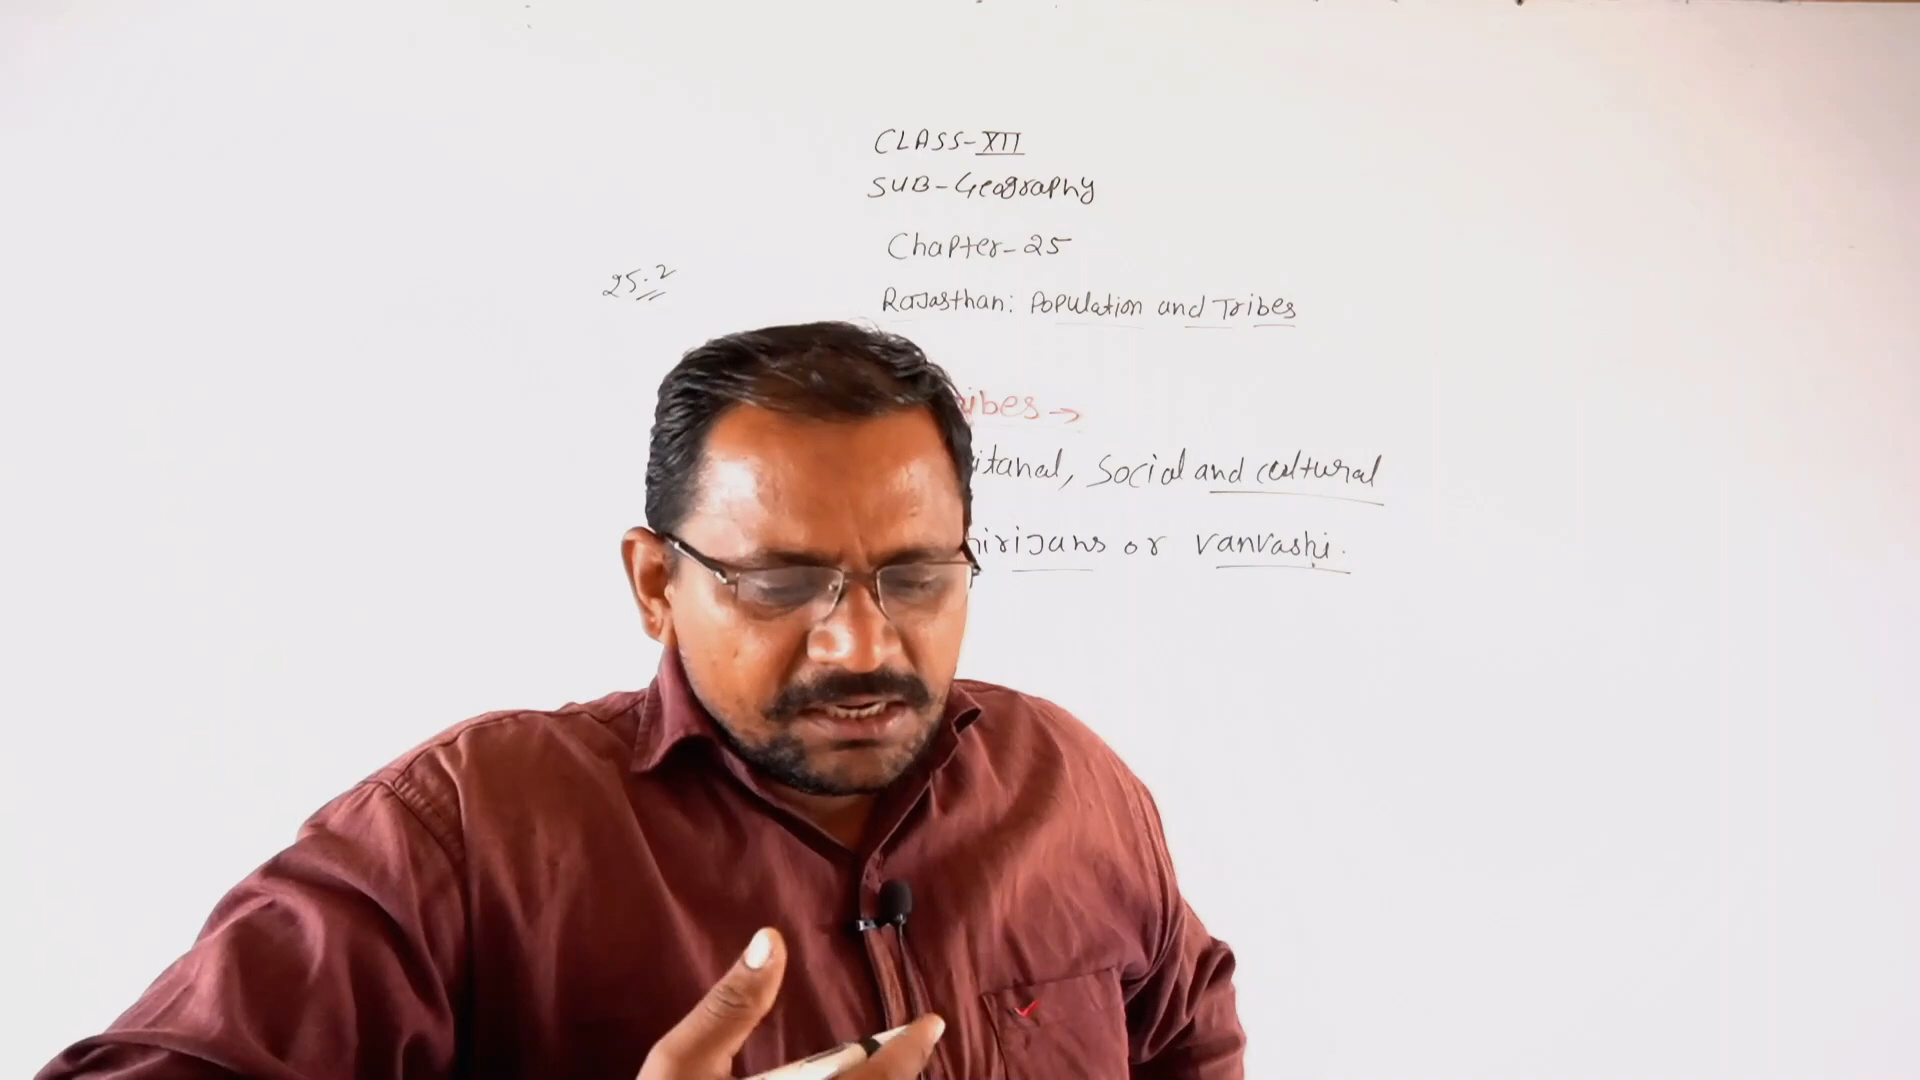 CLASS-XII
SUB-Geography
Chapter-25
25.2
Rajasthan: Population and Tribes
ibes →
itanal, Social and cultural
irijans or vanvashi.